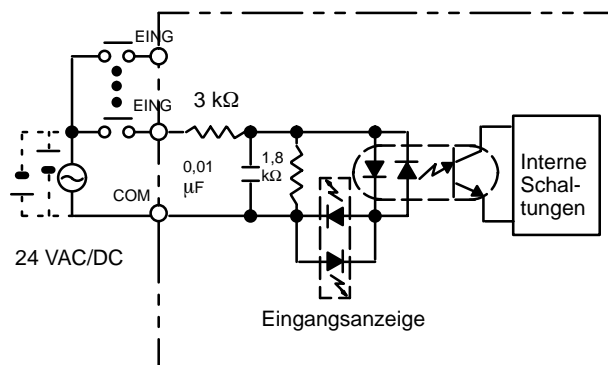 EING
EING
3 kΩ
0,01
µF
1,8
kΩ
COM
24 VAC/DC
Eingangsanzeige
Interne
Schal-
tungen